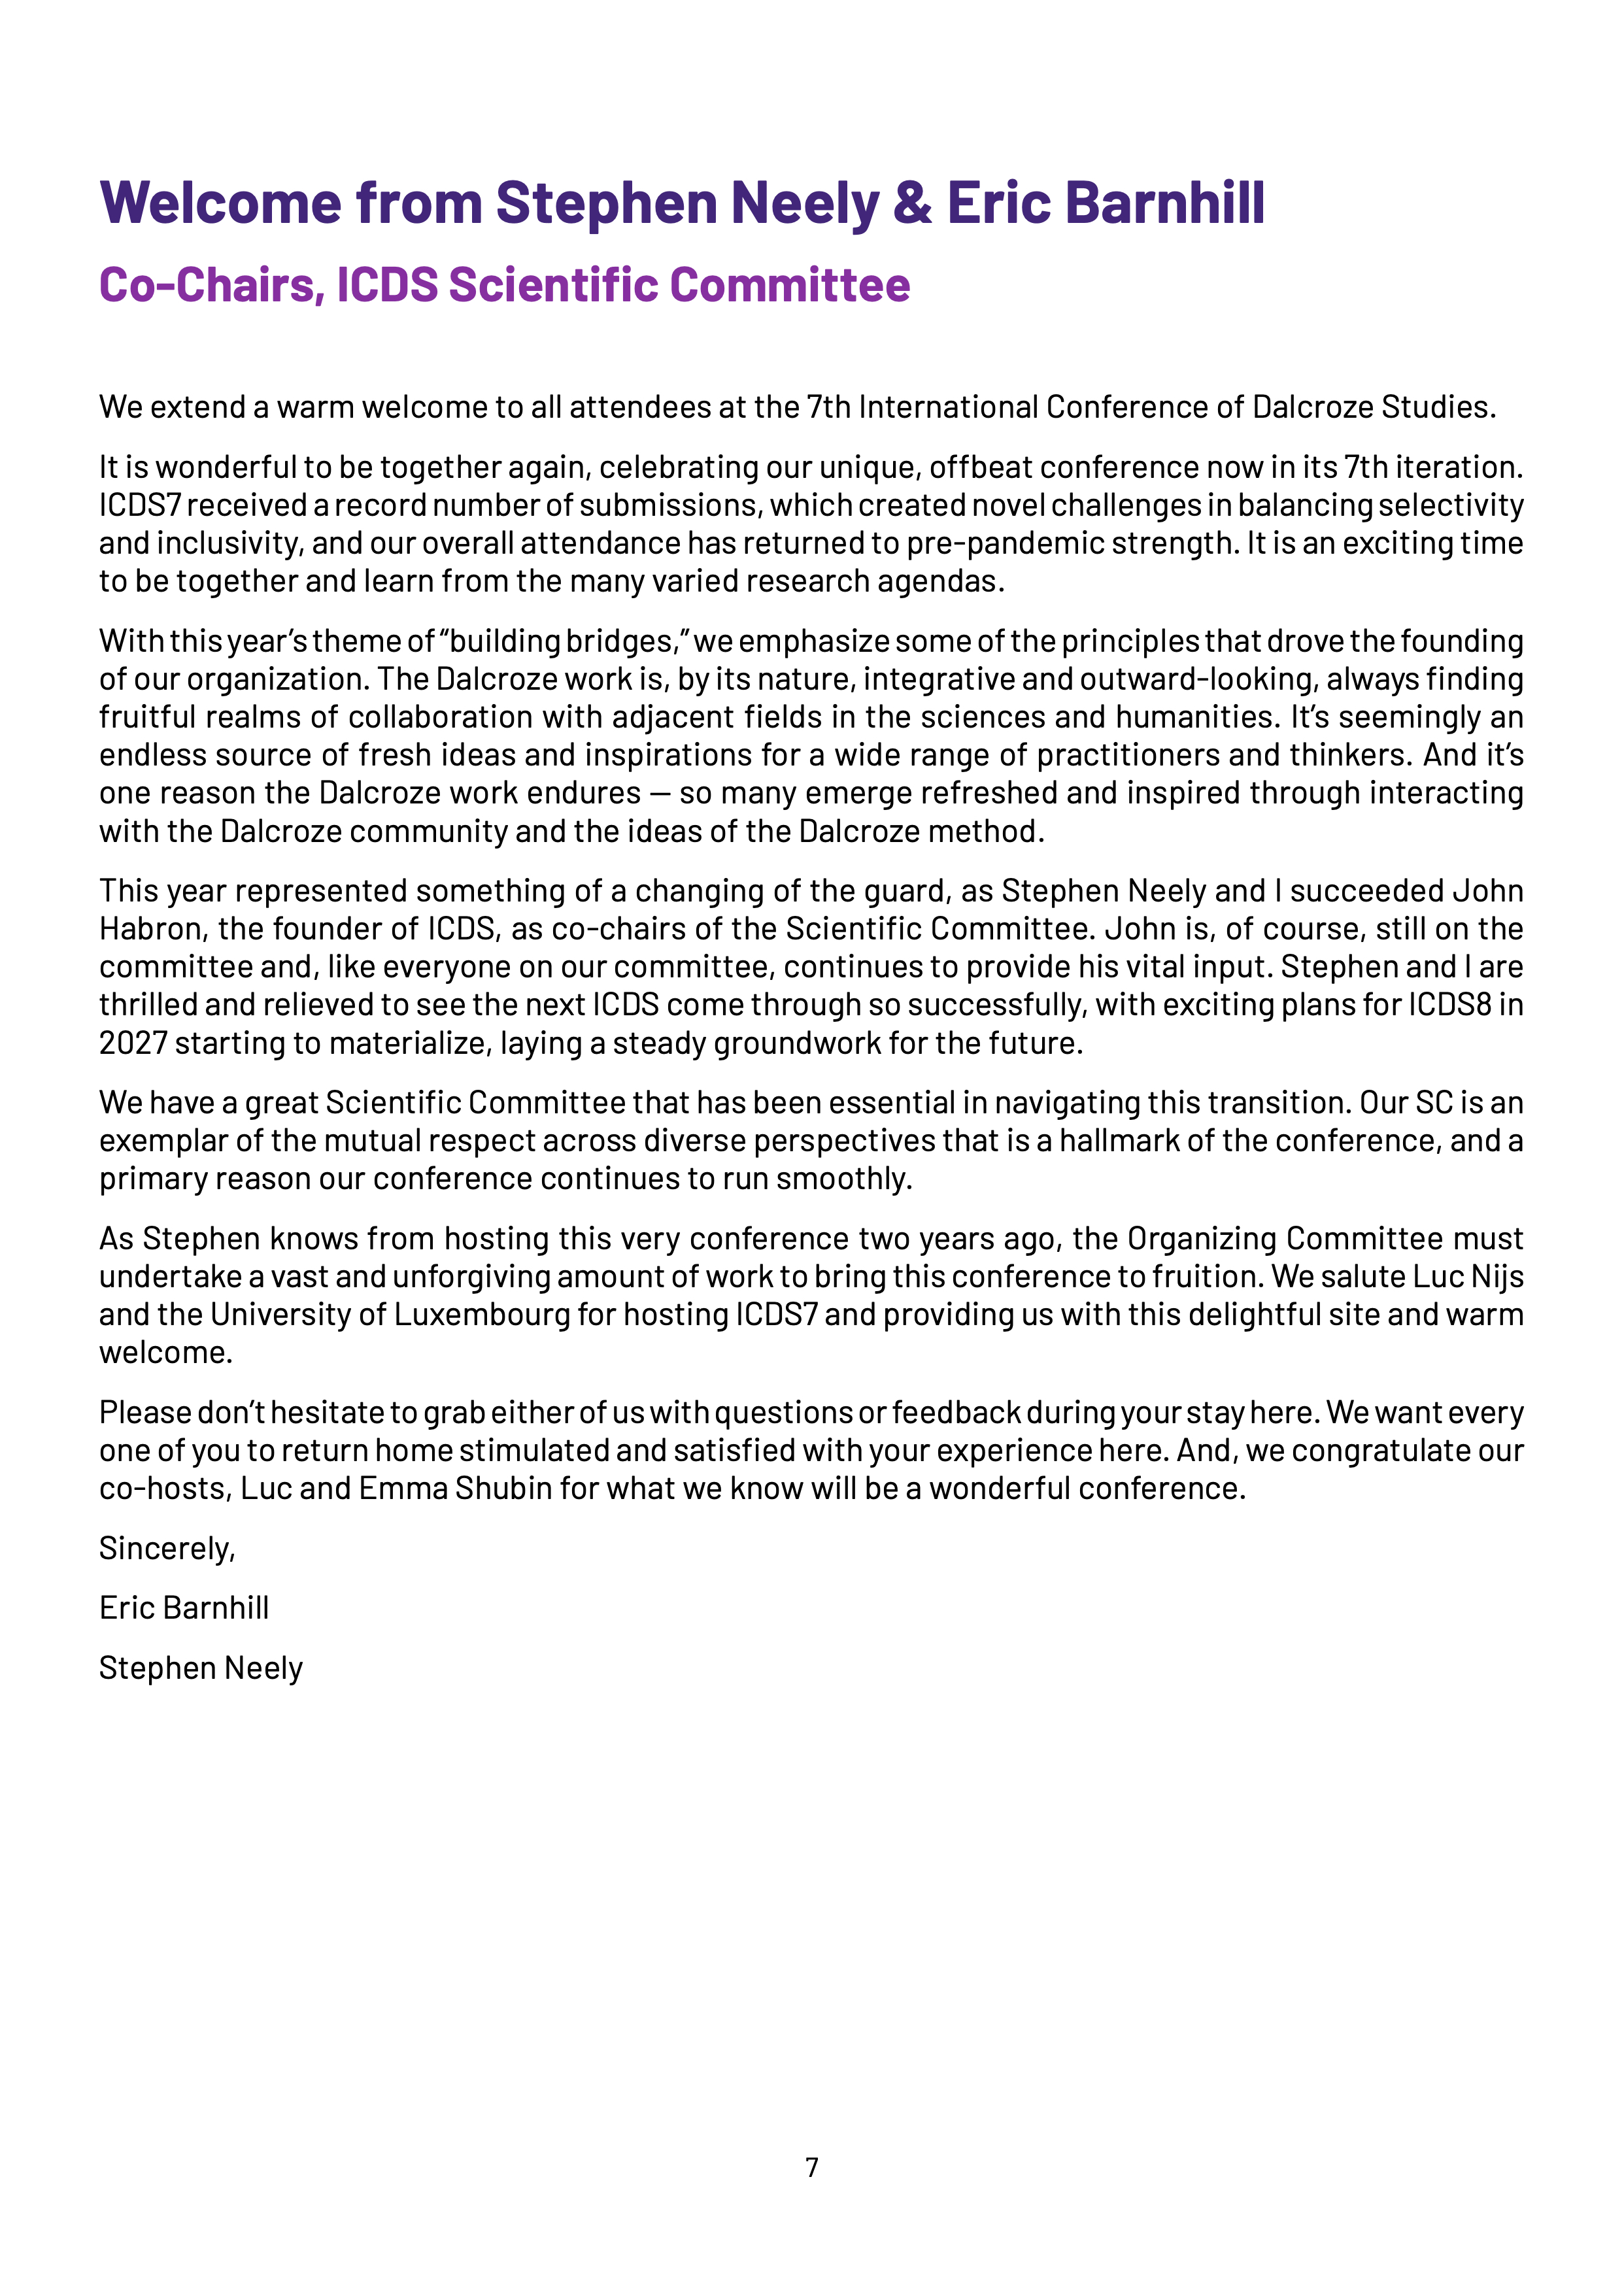 Welcome from Stephen Neely & Eric Barnhill
Co-Chairs, ICDS Scientific Committee
We extend a warm welcome to all attendees at the 7th International Conference of Dalcroze Studies.
It is wonderful to be together again, celebrating our unique, offbeat conference now in its 7th iteration.
ICDS7 received a record number of submissions, which created novel challenges in balancing selectivity
and inclusivity, and our overall attendance has returned to pre-pandemic strength. It is an exciting time
to be together and learn from the many varied research agendas.
With this year’s theme of “building bridges,” we emphasize some of the principles that drove the founding
of our organization. The Dalcroze work is, by its nature, integrative and outward-looking, always finding
fruitful realms of collaboration with adjacent fields in the sciences and humanities. It’s seemingly an
endless source of fresh ideas and inspirations for a wide range of practitioners and thinkers. And it’s
one reason the Dalcroze work endures — so many emerge refreshed and inspired through interacting
with the Dalcroze community and the ideas of the Dalcroze method.
This year represented something of a changing of the guard, as Stephen Neely and I succeeded John
Habron, the founder of ICDS, as co-chairs of the Scientific Committee. John is, of course, still on the
committee and, like everyone on our committee, continues to provide his vital input. Stephen and I are
thrilled and relieved to see the next ICDS come through so successfully, with exciting plans for ICDS8 in
2027 starting to materialize, laying a steady groundwork for the future.
We have a great Scientific Committee that has been essential in navigating this transition. Our SC is an
exemplar of the mutual respect across diverse perspectives that is a hallmark of the conference, and a
primary reason our conference continues to run smoothly.
As Stephen knows from hosting this very conference two years ago, the Organizing Committee must
undertake a vast and unforgiving amount of work to bring this conference to fruition. We salute Luc Nijs
and the University of Luxembourg for hosting ICDS7 and providing us with this delightful site and warm
welcome.
Please don’t hesitate to grab either of us with questions or feedback during your stay here. We want every
one of you to return home stimulated and satisfied with your experience here. And, we congratulate our
co-hosts, Luc and Emma Shubin for what we know will be a wonderful conference.
Sincerely,
Eric Barnhill
Stephen Neely
7